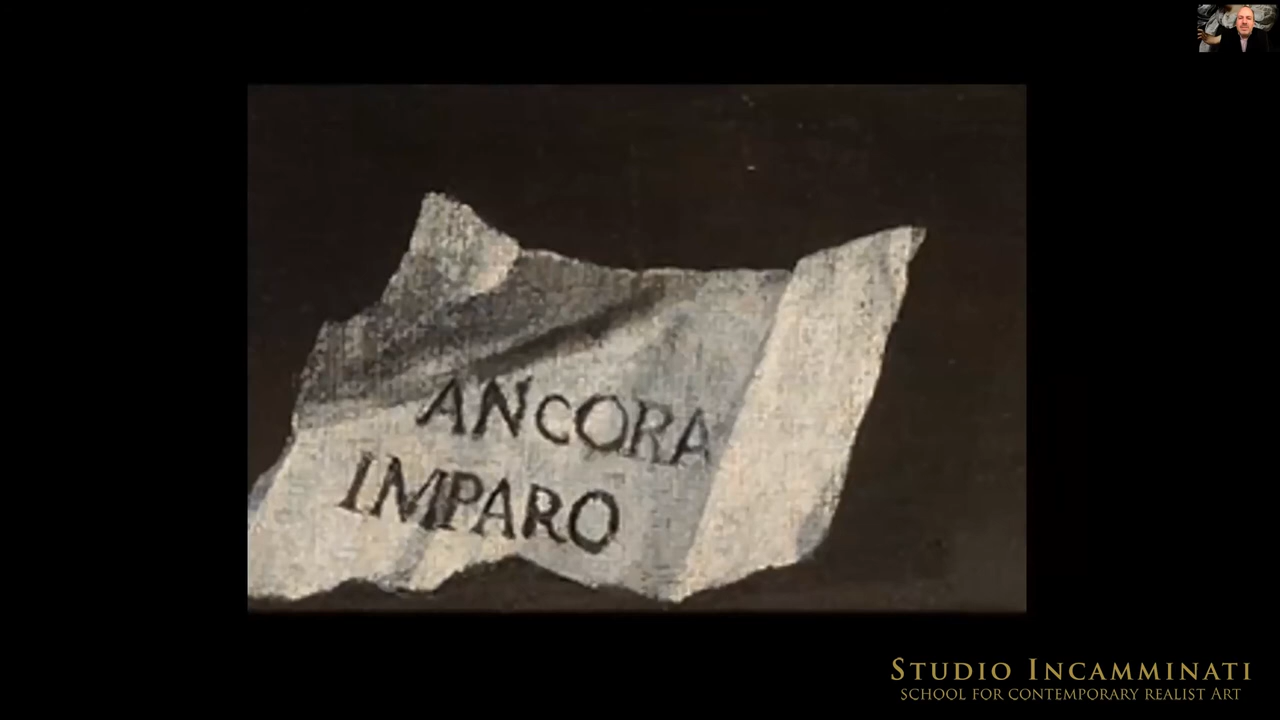 ANCORA
IMPARO
STUDIO INCAMMINATI
SCHOOL FOR CONTEMPORARY REALIST ART